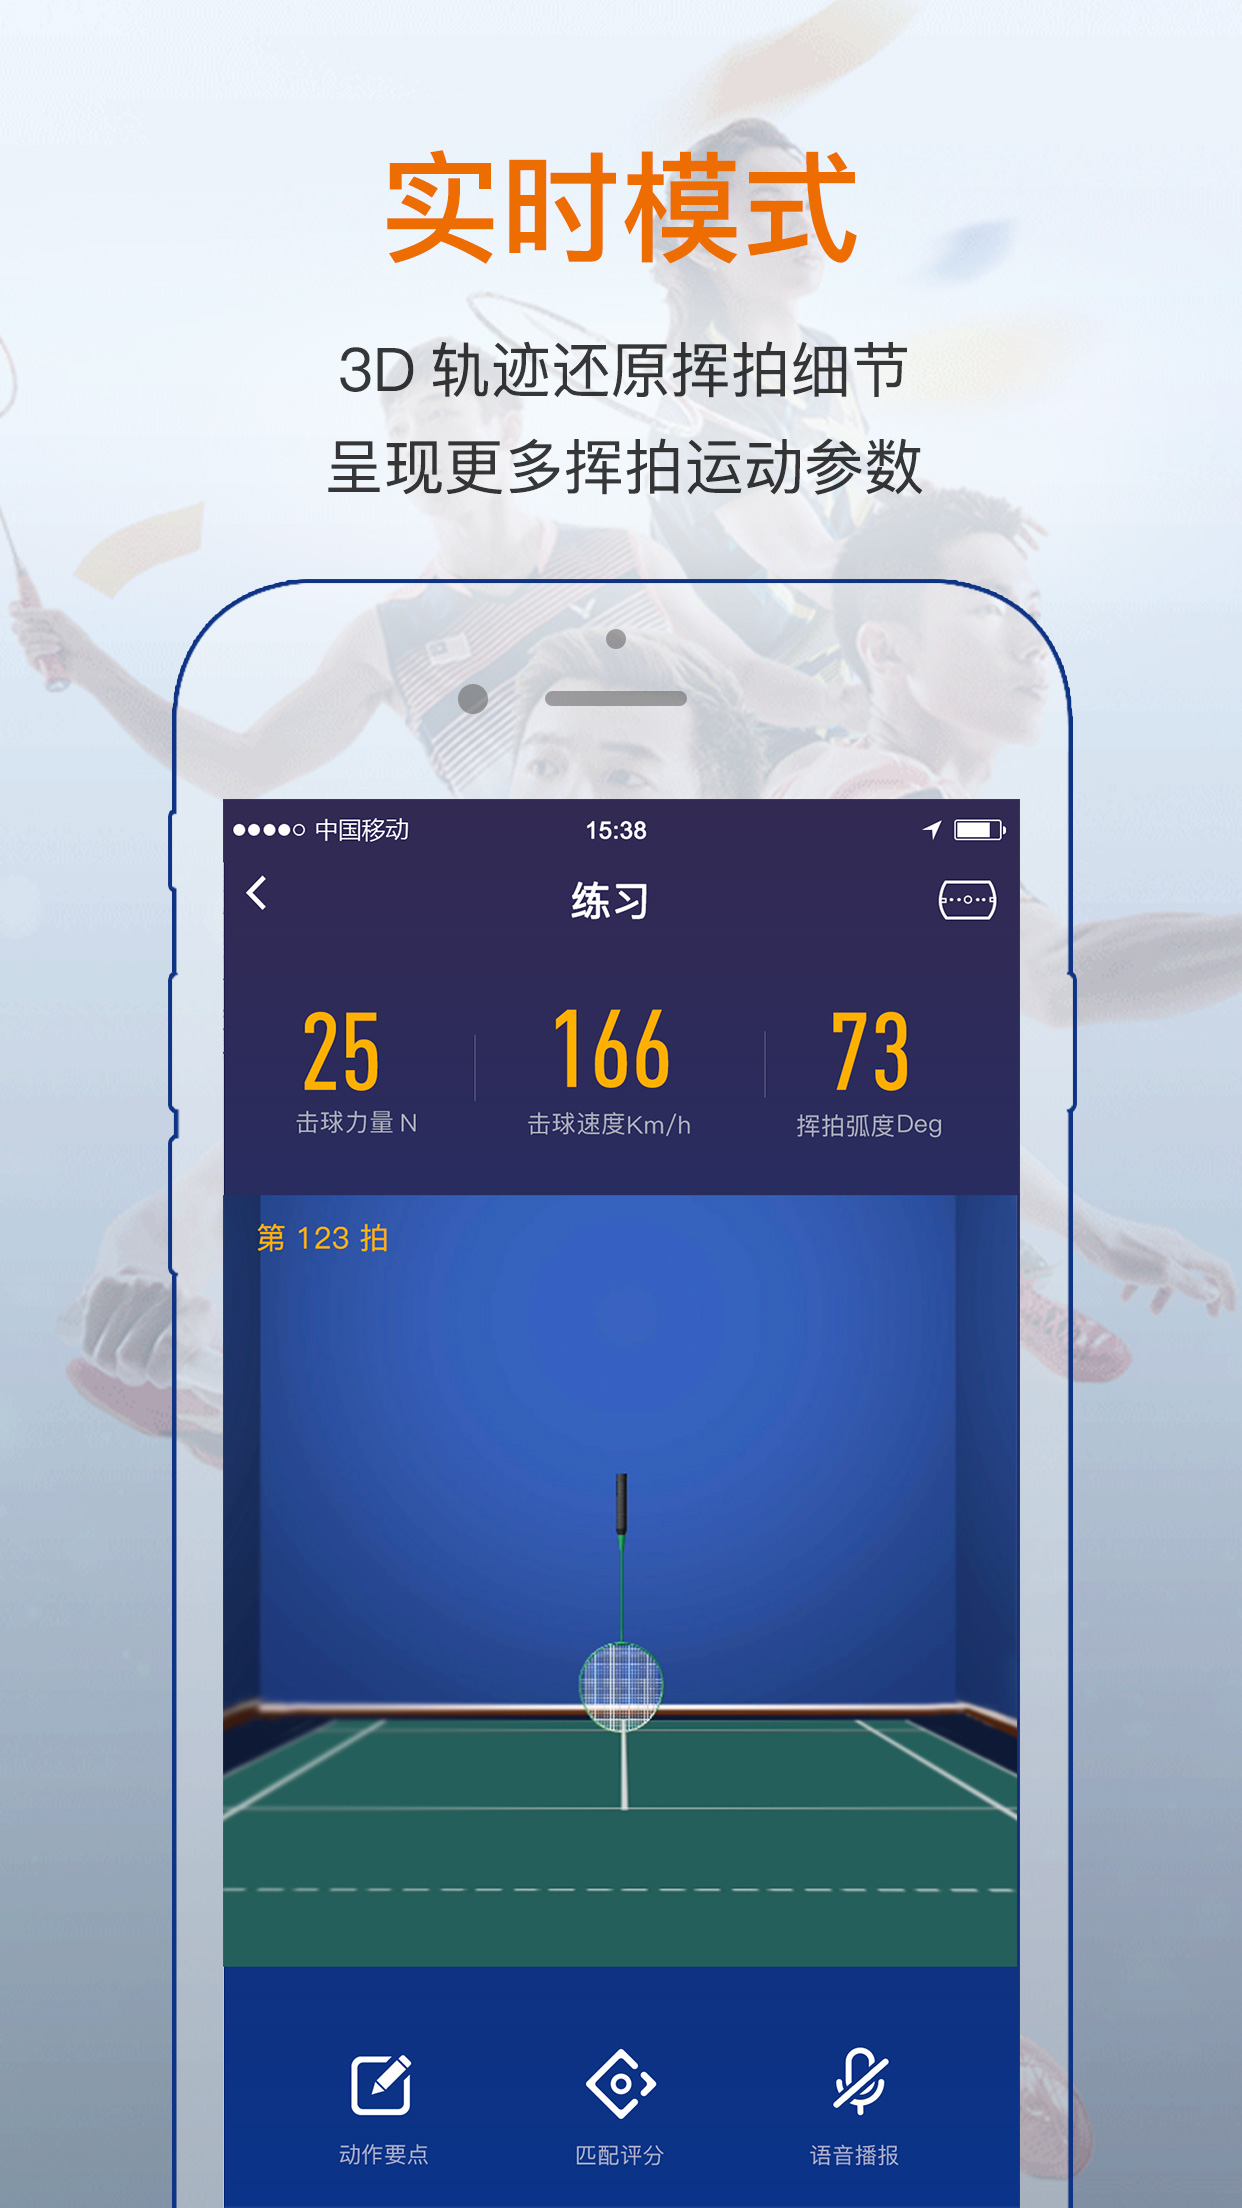 实时模式
3D 轨迹还原挥拍细节
呈现更多挥拍运动参数
中国移动 15:38
练习
25 166 73
击球力量 N 击球速度Km/h 挥拍弧度Deg
第 123 拍
动作要点 匹配评分 语音播报